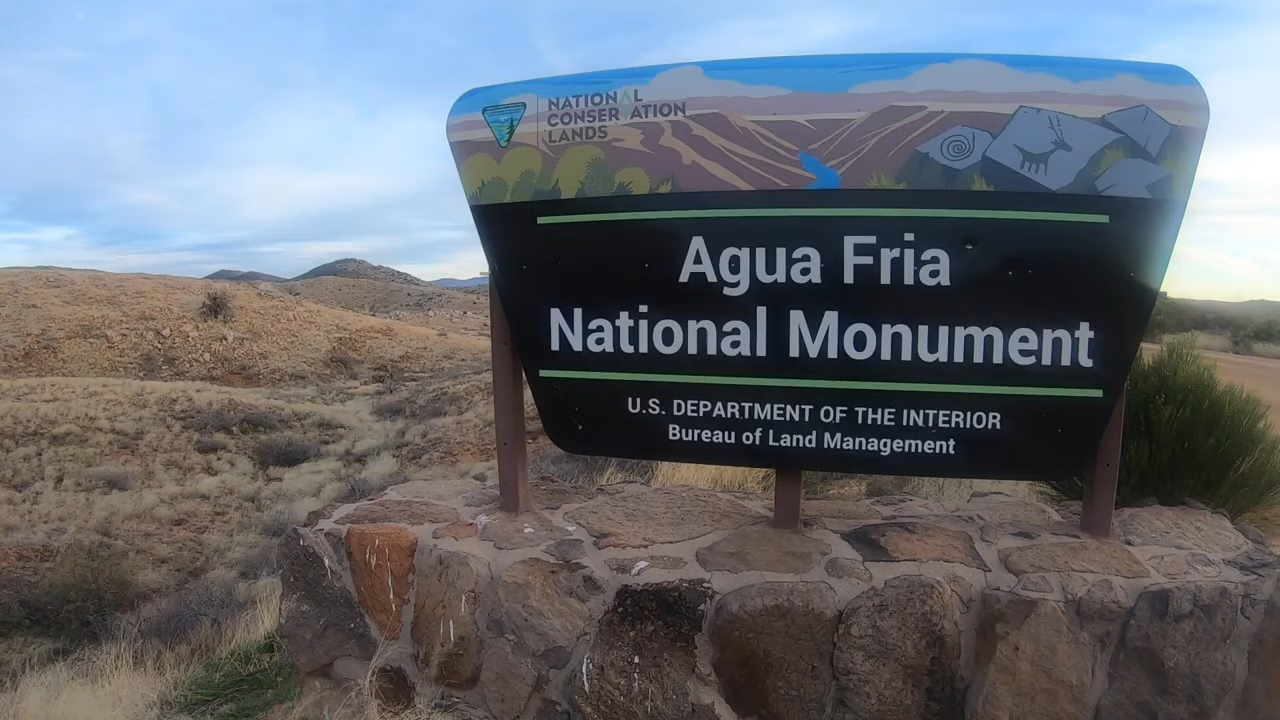 NATIONAL
CONSERVATION
LANDS
Agua Fria
National Monument
U.S. DEPARTMENT OF THE INTERIOR
Bureau of Land Management